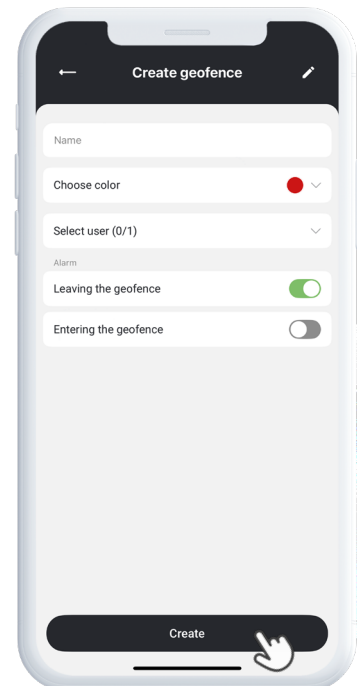 Create geofence
Name
Choose color
Select user (0/1)
Alarm
Leaving the geofence
Entering the geofence
Create